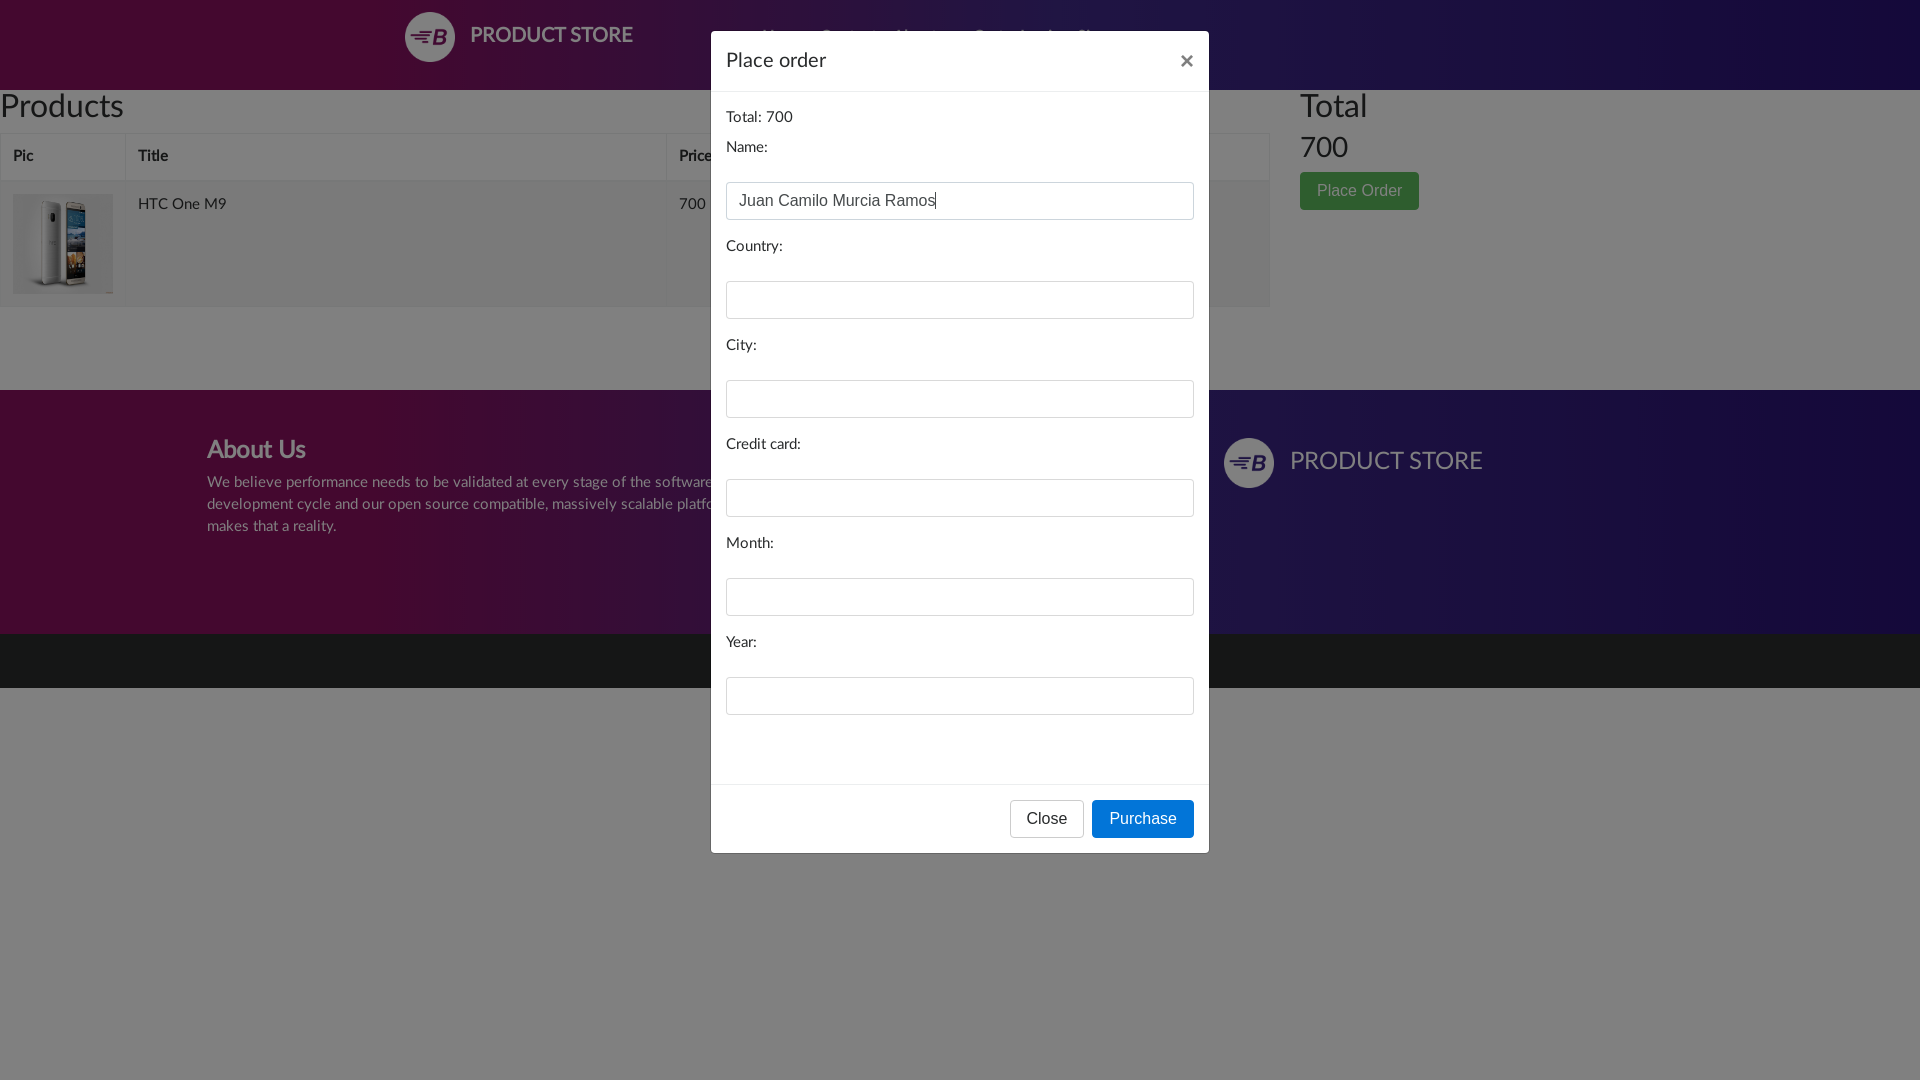 PRODUCT STORE
Place order
×
Total: 700
Name:
Juan Camilo Murcia Ramos
Country:
City:
Credit card:
Month:
Year:
Close
Purchase
Products
Pic
Title
Price
HTC One M9
700
Total
700
Place Order
About Us
We believe performance needs to be validated at every stage of the software
development cycle and our open source compatible, massively scalable
makes that a reality.
PRODUCT STORE